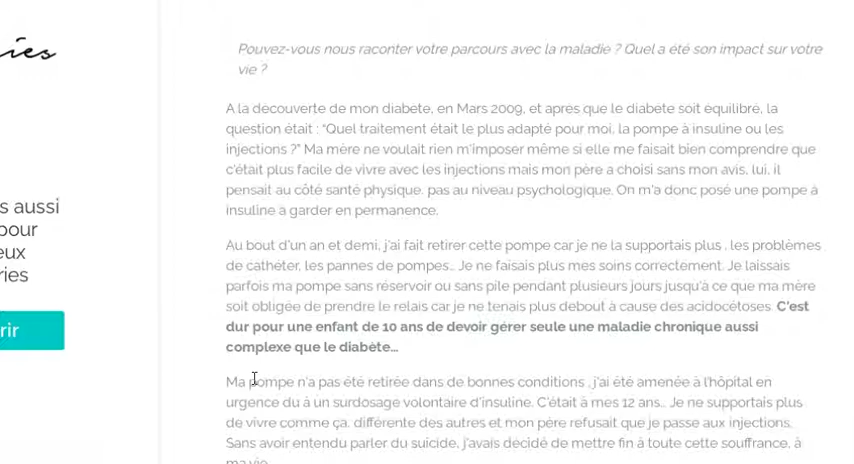 ies
s aussi
pour
eux
ries
rir
Pouvez-vous nous raconter votre parcours avec la maladie ? Quel a été son impact sur votre
vie ?
A la découverte de mon diabète, en Mars 2009, et après que le diabète soit équilibré, la
question était : "Quel traitement était le plus adapté pour moi, la pompe à insuline ou les
injections ?" Ma mère ne voulait rien m'imposer même si elle me faisait bien comprendre que
c'était plus facile de vivre avec les injections mais mon père a choisi sans mon avis, lui, il
pensait au côté santé physique, pas au niveau psychologique. On m'a donc posé une pompe à
insuline à garder en permanence.
Au bout d'un an et demi, j'ai fait retirer cette pompe car je ne la supportais plus , les problèmes
de cathéter, les pannes de pompes… Je ne faisais plus mes soins correctement. Je laissais
parfois ma pompe sans réservoir ou sans pile pendant plusieurs jours jusqu'à ce que ma mère
soit obligée de prendre le relais car je ne tenais plus debout à cause des acidocétoses. C'est
dur pour une enfant de 10 ans de devoir gérer seule une maladie chronique aussi
complexe que le diabète…
Ma pompe n'a pas été retirée dans de bonnes conditions , j'ai été amenée à l'hôpital en
urgence du à un surdosage volontaire d'insuline. C'était à mes 12 ans… Je ne supportais plus
de vivre comme ça, différente des autres et mon père refusait que je passe aux injections.
Sans avoir entendu parler du suicide, j'avais décidé de mettre fin à toute cette souffrance, à
ma vie